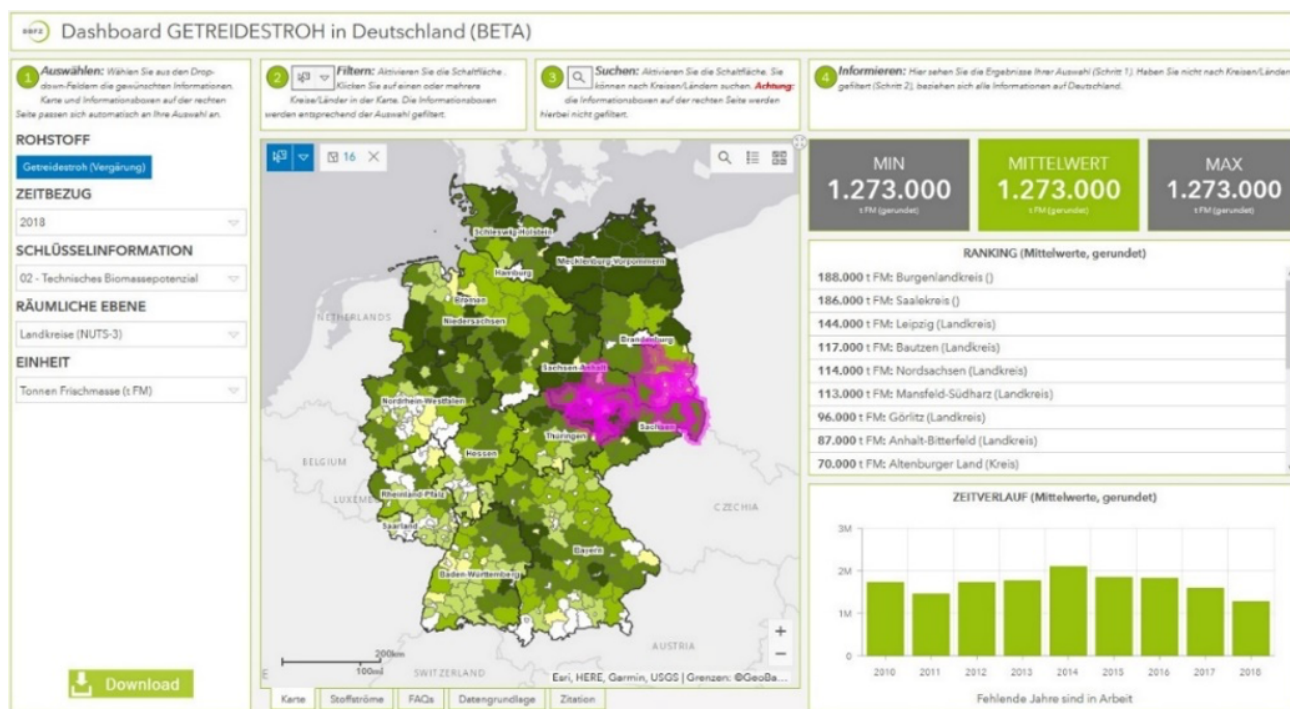 DBFZ Dashboard GETREIDESTROH in Deutschland (BETA)
1 Auswählen: Wählen Sie aus den Drop-
down-Feldern die gewünschten Informationen.
Karte und Informationsboxen auf der rechten
Seite passen sich automatisch an Ihre Auswahl an.
ROHSTOFF
Getreidestroh (Vergärung)
ZEITBEZUG
2018
SCHLÜSSELINFORMATION
02 - Technisches Biomassepotenzial
RÄUMLICHE EBENE
Landkreise (NUTS-3)
EINHEIT
Tonnen Frischmasse (t FM)
Download
2 Filtern: Aktivieren Sie die Schaltfläche .
Klicken Sie auf einen oder mehrere
Kreise/Länder in der Karte. Die Informationsboxen
werden entsprechend der Auswahl gefiltert.
3 Suchen: Aktivieren Sie die Schaltfläche. Sie
können nach Kreisen/Ländern suchen. Achtung:
die Informationsboxen auf der rechten Seite werden
hierbei nicht gefiltert.
16
Schleswig-Holstein
Mecklenburg-Vorpommern
Hamburg
Bremen
NETHERLANDS
Niedersachsen
Brandenburg
Sachsen-Anhalt
Nordrhein-Westfalen
Sachsen
Thüringen
Hessen
BELGIUM
Rheinland-Pfalz
LUXEM
CZECHIA
Saarland
Bayern
Baden-Württemberg
AUSTRIA
SWITZERLAND
200km
100mi
E
Esri, HERE, Garmin, USGS | Grenzen: ©GeoBa...
Karte
Stoffströme
FAQs
Datengrundlage
Zitation
4 Informieren: Hier sehen Sie die Ergebnisse Ihrer Auswahl (Schritt 1). Haben Sie nicht nach Kreisen/Länder
gefiltert (Schritt 2), beziehen sich alle Informationen auf Deutschland.
MIN
1.273.000
t FM (gerundet)
MITTELWERT
1.273.000
t FM (gerundet)
MAX
1.273.000
t FM (gerundet)
RANKING (Mittelwerte, gerundet)
188.000 t FM: Burgenlandkreis ()
186.000 t FM: Saalekreis ()
144.000 t FM: Leipzig (Landkreis)
117.000 t FM: Bautzen (Landkreis)
114.000 t FM: Nordsachsen (Landkreis)
113.000 t FM: Mansfeld-Südharz (Landkreis)
96.000 t FM: Görlitz (Landkreis)
87.000 t FM: Anhalt-Bitterfeld (Landkreis)
70.000 t FM: Altenburger Land (Kreis)
ZEITVERLAUF (Mittelwerte, gerundet)
3M
2M
1M
0
2010 2011 2012 2013 2014 2015 2016 2017 2018
Fehlende Jahre sind in Arbeit